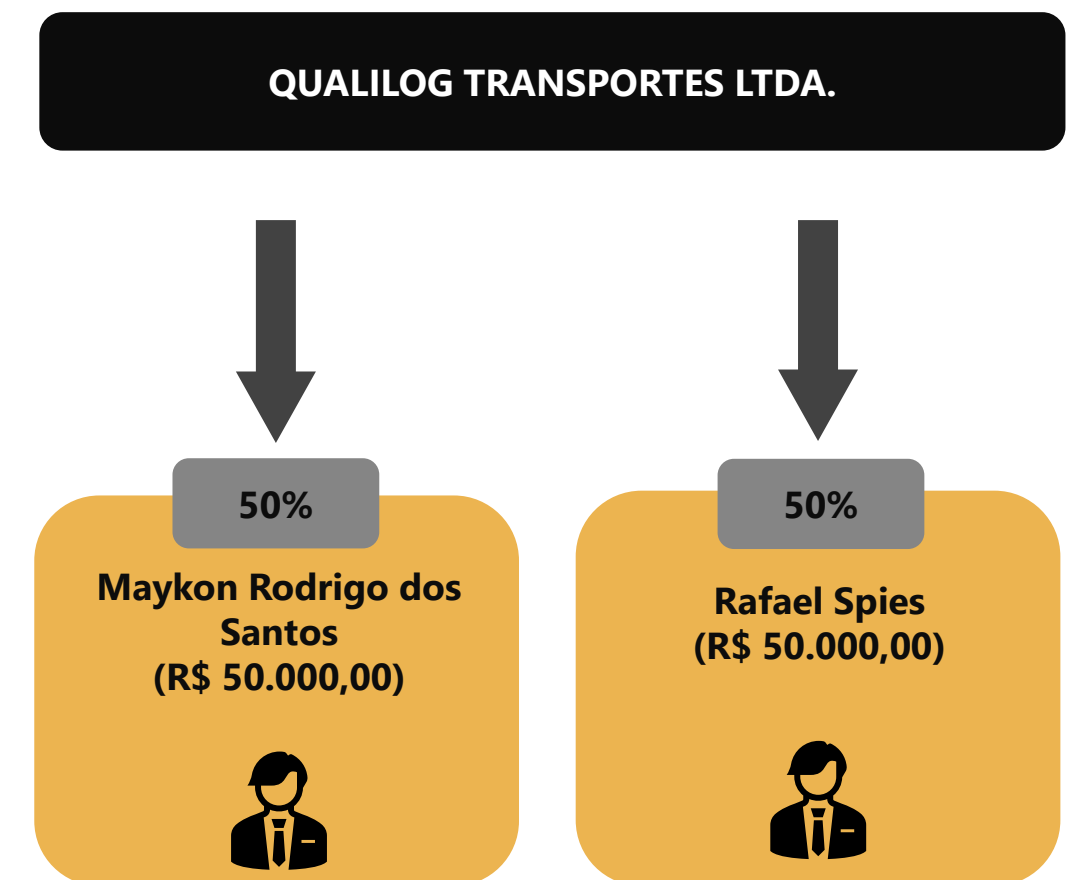 QUALILOG TRANSPORTES LTDA.
50%
Maykon Rodrigo dos
Santos
(R$ 50.000,00)
50%
Rafael Spies
(R$ 50.000,00)